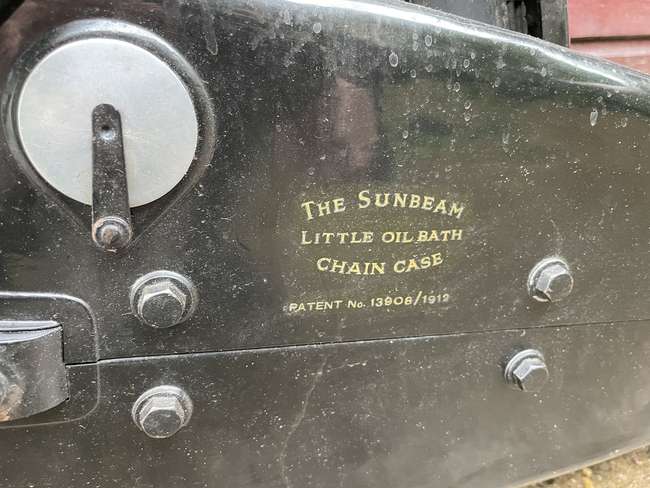 THE SUNBEAM
LITTLE OIL BATH
CHAIN CASE
PATENT No. 13908/1912